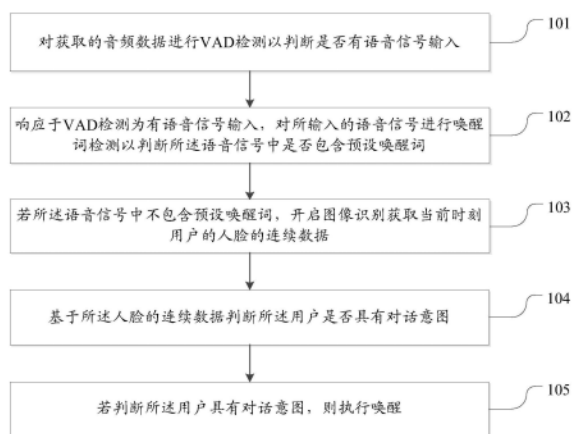 对获取的音频数据进行VAD检测以判断是否有语音信号输入
101
响应于VAD检测为有语音信号输入，对所输入的语音信号进行唤醒
词检测以判断所述语音信号中是否包含预设唤醒词
102
若所述语音信号中不包含预设唤醒词，开启图像识别获取当前时刻
用户的人脸的连续数据
103
基于所述人脸的连续数据判断所述用户是否具有对话意图
104
若判断所述用户具有对话意图，则执行唤醒
105